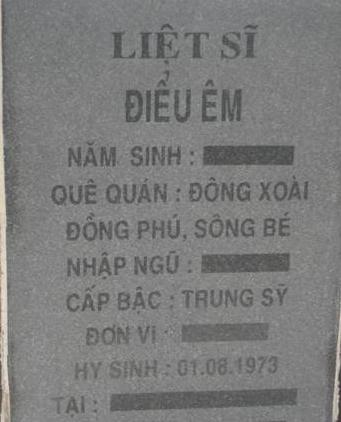 LIỆT SĨ
ĐIỂU ÊM
NĂM SINH :
QUÊ QUÁN : ĐÔNG XOÀI
ĐỒNG PHÚ, SÔNG BÉ
NHẬP NGŨ :
CẤP BẬC : TRUNG SỸ
ĐƠN VỊ :
HY SINH : 01.08.1973
TẠI :